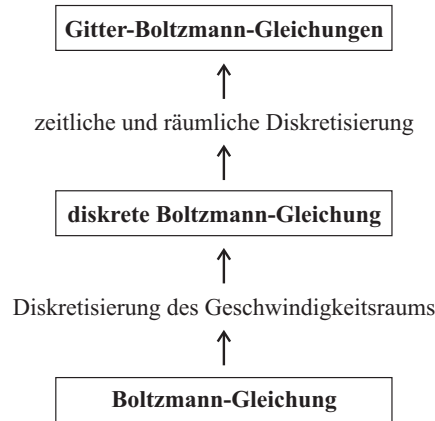 Gitter-Boltzmann-Gleichungen
zeitliche und räumliche Diskretisierung
diskrete Boltzmann-Gleichung
Diskretisierung des Geschwindigkeitsraums
Boltzmann-Gleichung